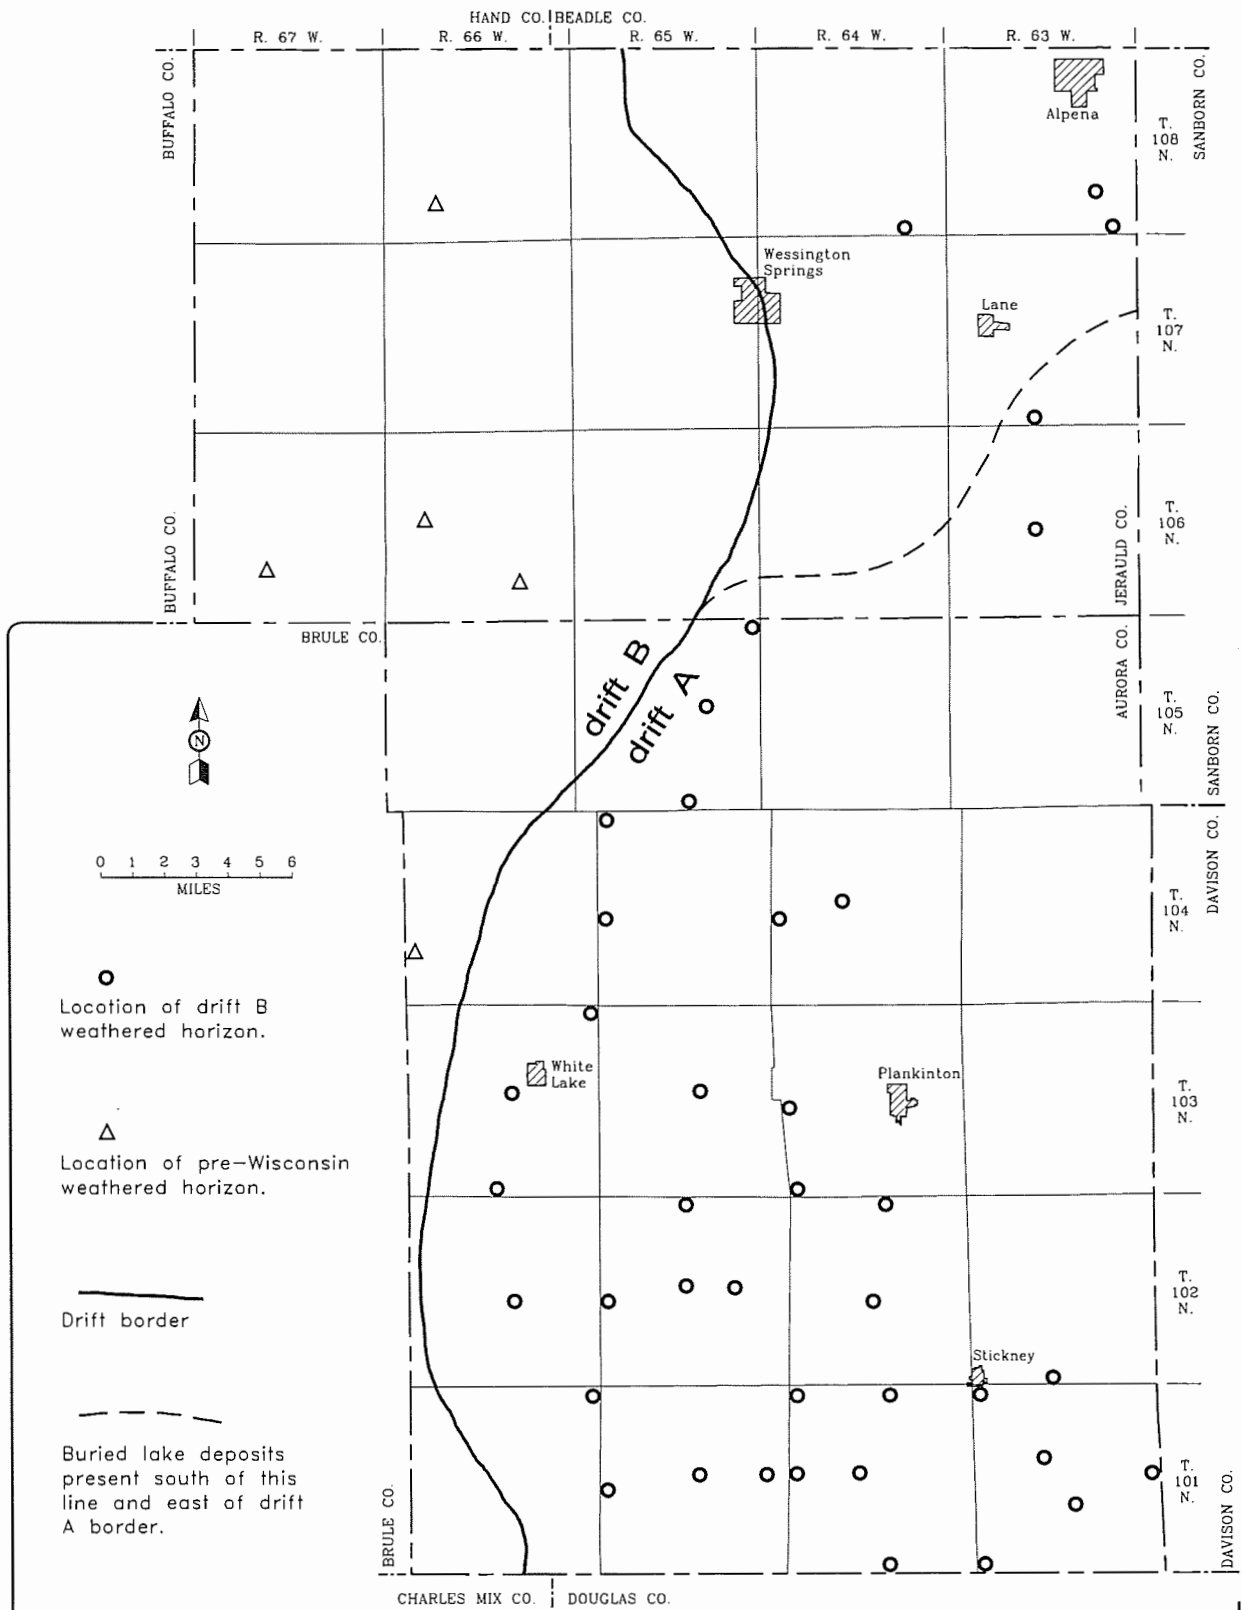 HAND CO. BEADLE CO.
R. 67 W. R. 66 W. R. 65 W. R. 64 W. R. 63 W.
BUFFALO CO.
SANBORN CO.
Alpena
T.
108
N.
Wessington
Springs
Lane
T.
107
N.
BUFFALO CO.
JERAULD CO.
T.
106
N.
BRULE CO.
drift B
drift A
AURORA CO.
T.
105
N.
SANBORN CO.
N
0 1 2 3 4 5 6
MILES
DAVISON CO.
T.
104
N.
Location of drift B
weathered horizon.
White
Lake
Plankinton
T.
103
N.
Location of pre-Wisconsin
weathered horizon.
T.
102
N.
Drift border
Stickney
Buried lake deposits
present south of this
line and east of drift
A border.
T.
101
N.
BRULE CO.
DAVISON CO.
CHARLES MIX CO. DOUGLAS CO.